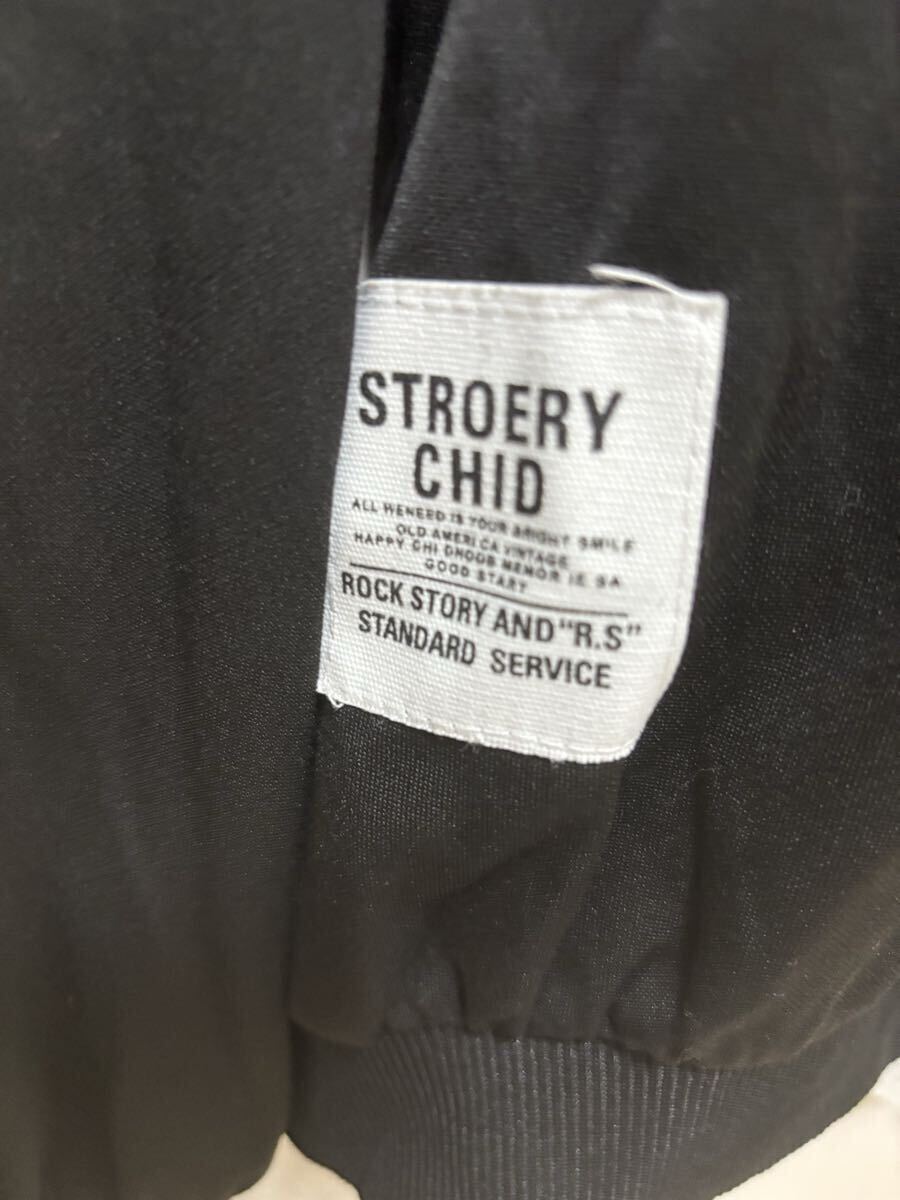 STROERY
CHID
ALL WENEED IS YOUR BRIGHT SMILE
OLD AMERICA VINTAGE
HAPPY CHI DHOOB MEMOR IE SA
GOOD START
ROCK STORY AND "R.S"
STANDARD SERVICE